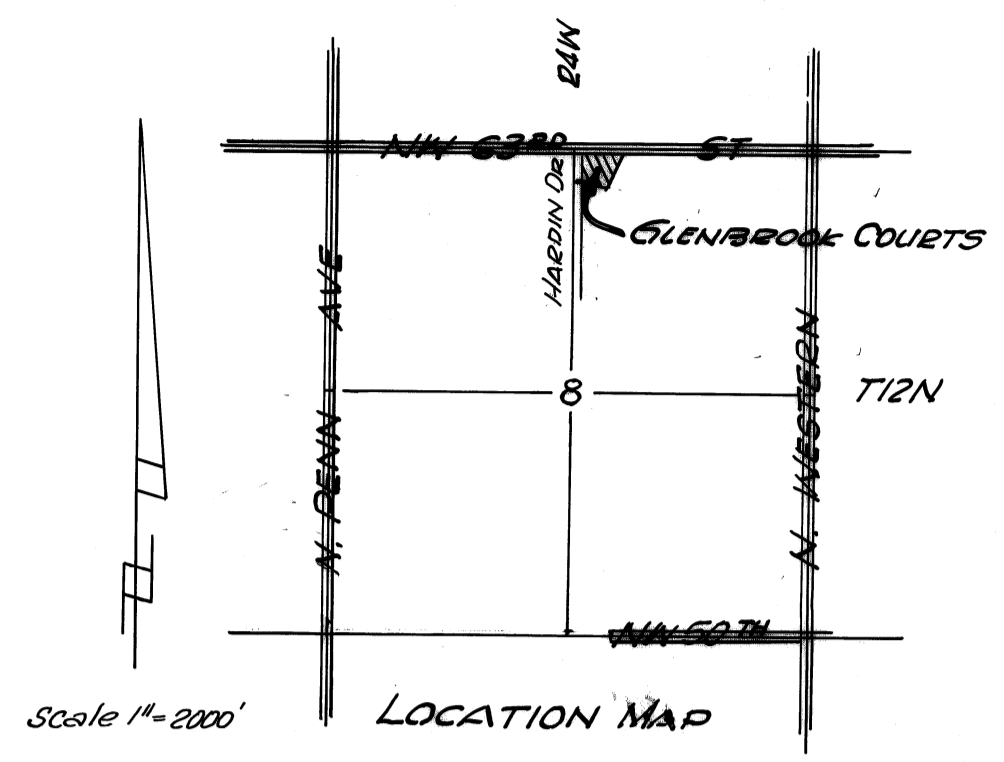 R4W
NW 63RD ST
HARDIN DR
GLENBROOK COURTS
N. PENN AVE
8
N. WESTERN
T12N
NW 50TH
Scale 1"=2000'
LOCATION MAP
N